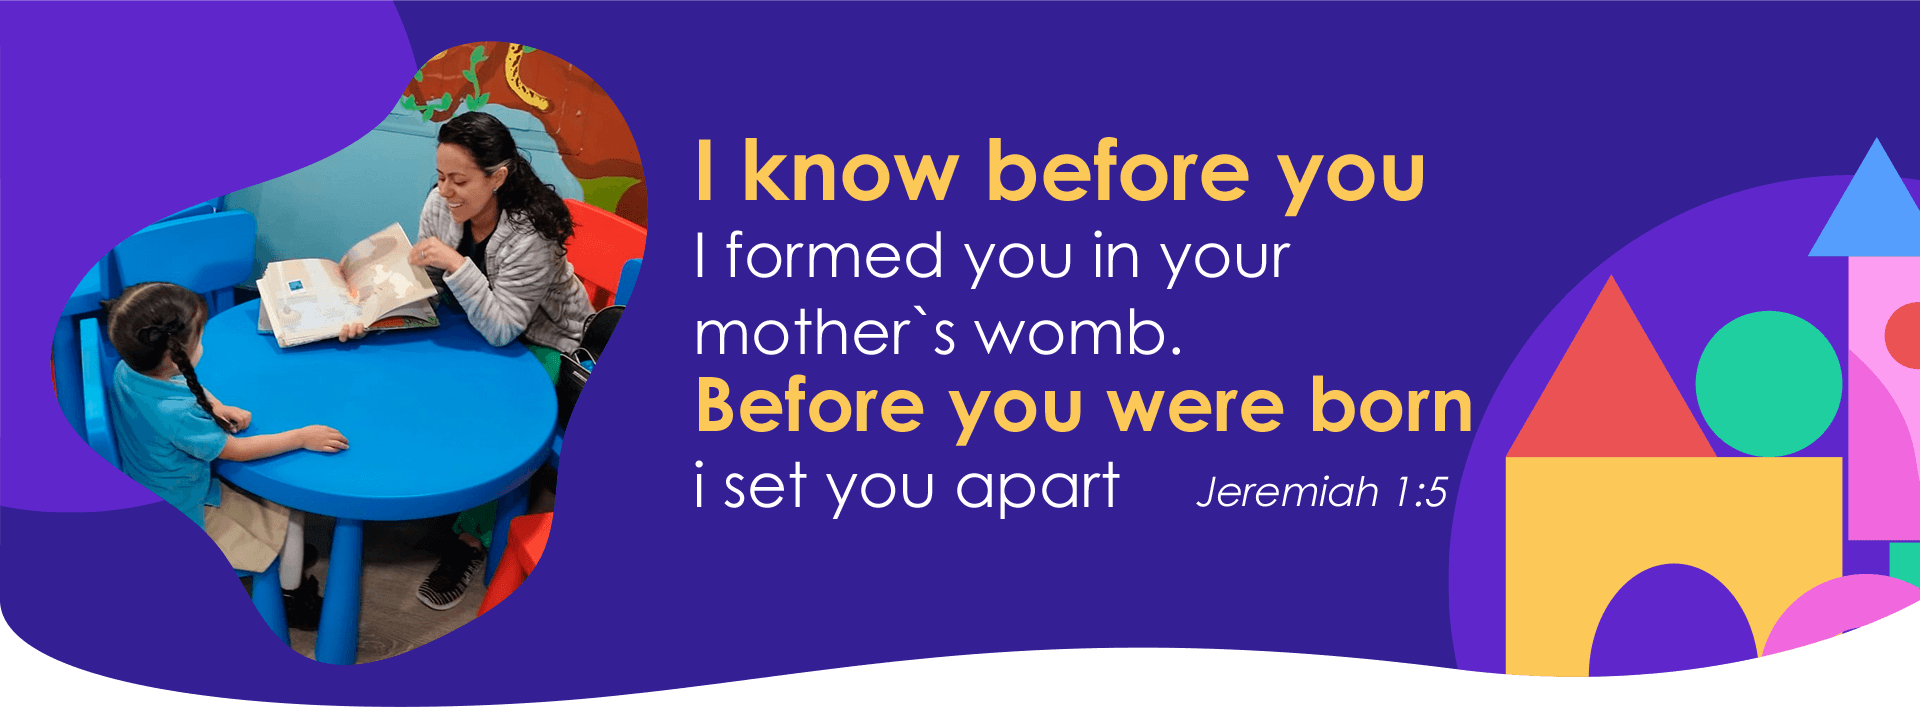 I know before you
I formed you in your
mother`s womb.
Before you were born
i set you apart Jeremiah 1:5